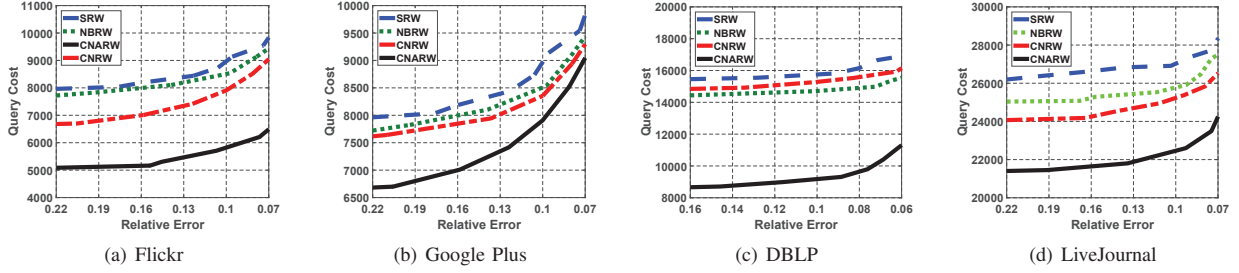 11000
10000
9000
8000
7000
6000
5000
4000
Query Cost
SRW
NBRW
CNARW
CNRW
0.22 0.19 0.16 0.13 0.1 0.07
Relative Error
(a) Flickr
10000
9500
9000
8500
8000
7500
7000
6500
Query Cost
SRW
NBRW
CNRW
CNARW
0.22 0.19 0.16 0.13 0.1 0.07
Relative Error
(b) Google Plus
20000
18000
16000
14000
12000
10000
8000
Query Cost
SRW
NBRW
CNRW
CNARW
0.16 0.14 0.12 0.1 0.08 0.06
Relative Error
(c) DBLP
30000
28000
26000
24000
22000
20000
Query Cost
SRW
NBRW
CNRW
CNARW
0.22 0.19 0.16 0.13 0.1 0.07
Relative Error
(d) LiveJournal